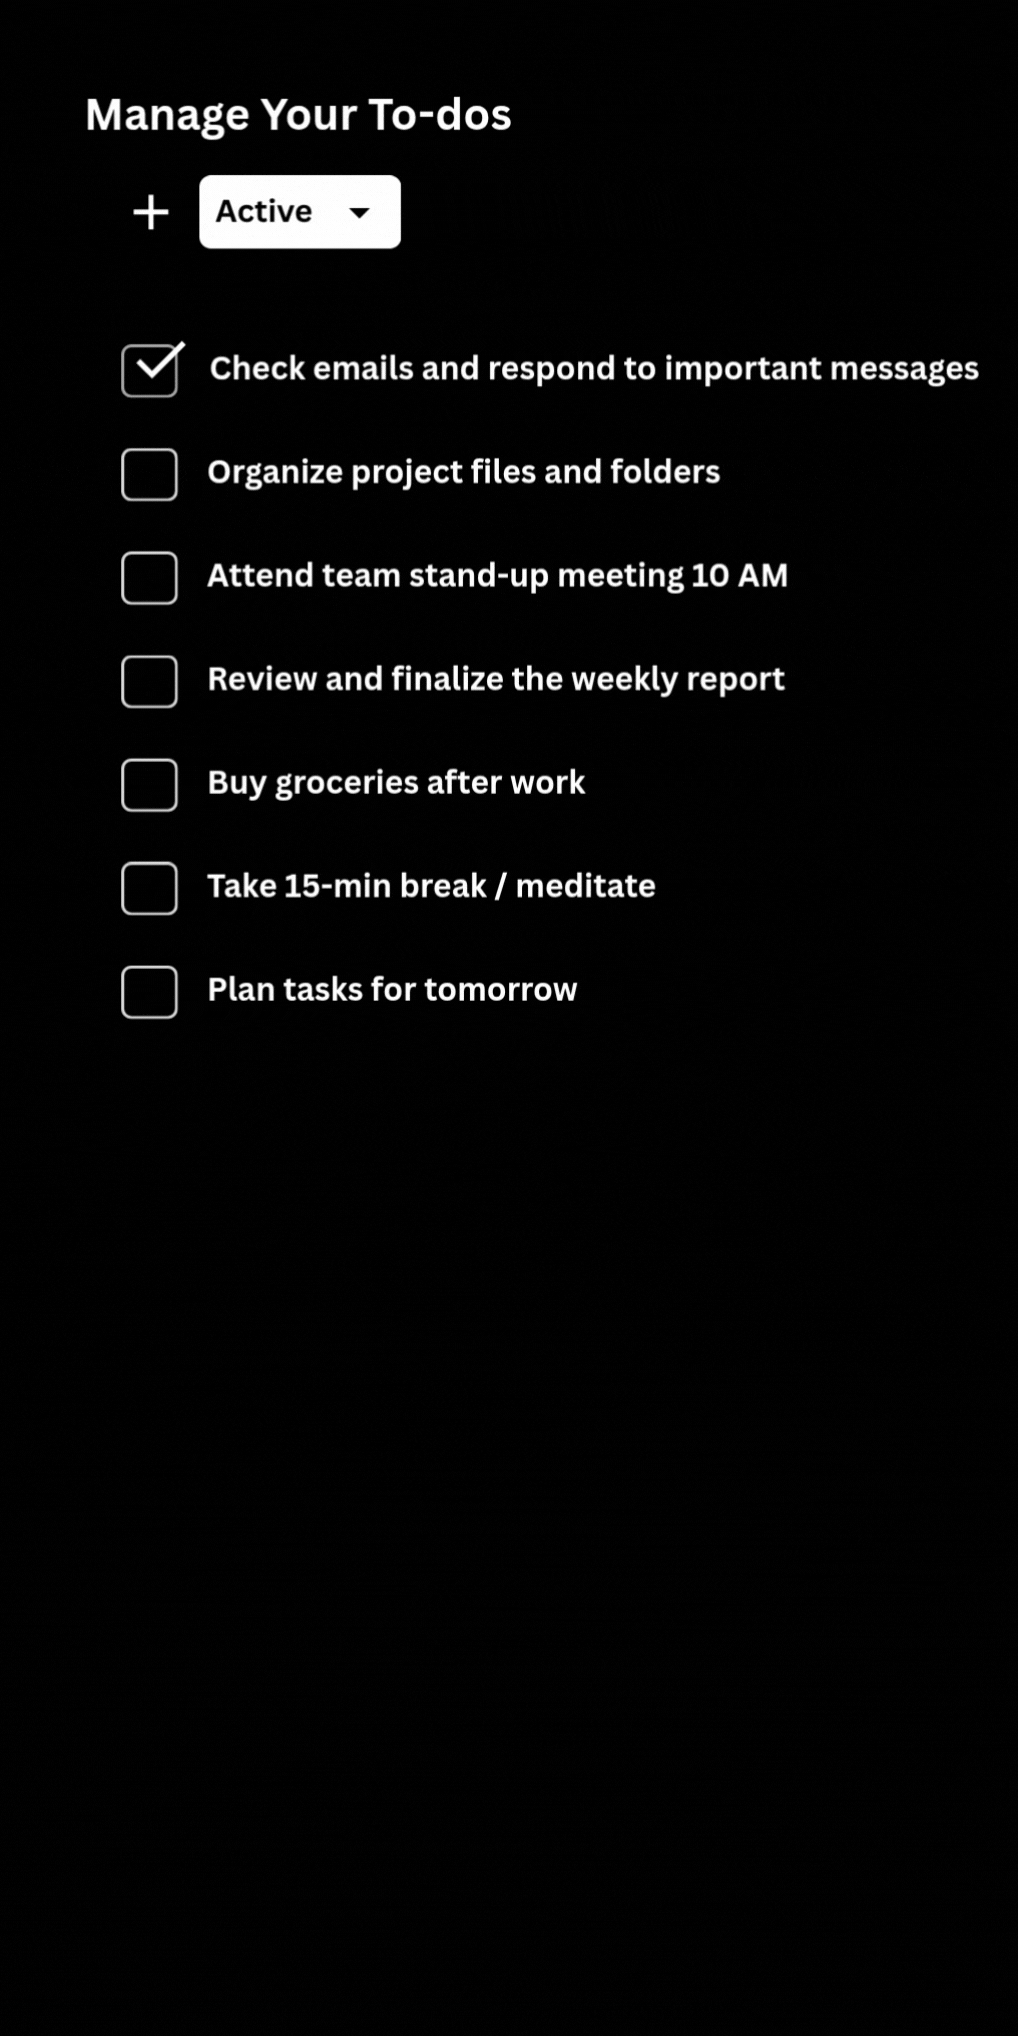 Manage Your To-dos
Active
Check emails and respond to important messages
Organize project files and folders
Attend team stand-up meeting 10 AM
Review and finalize the weekly report
Buy groceries after work
Take 15-min break / meditate
Plan tasks for tomorrow